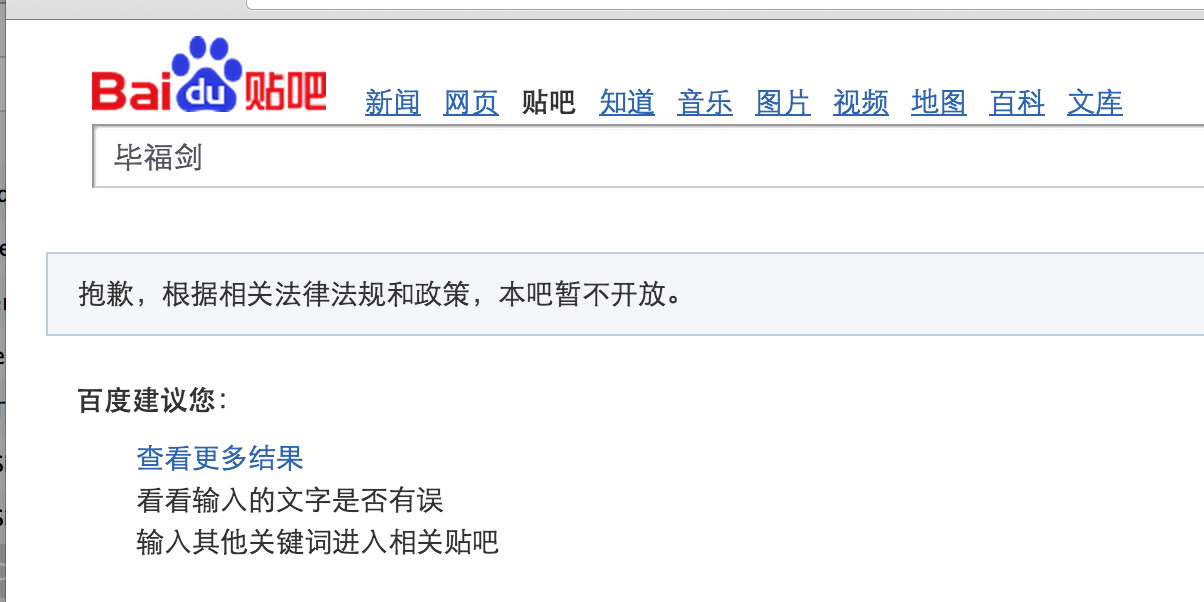 Bai du 贴吧
新闻 网页 贴吧 知道 音乐 图片 视频 地图 百科 文库
毕福剑
抱歉，根据相关法律法规和政策，本吧暂不开放。
百度建议您：
查看更多结果
看看输入的文字是否有误
输入其他关键词进入相关贴吧